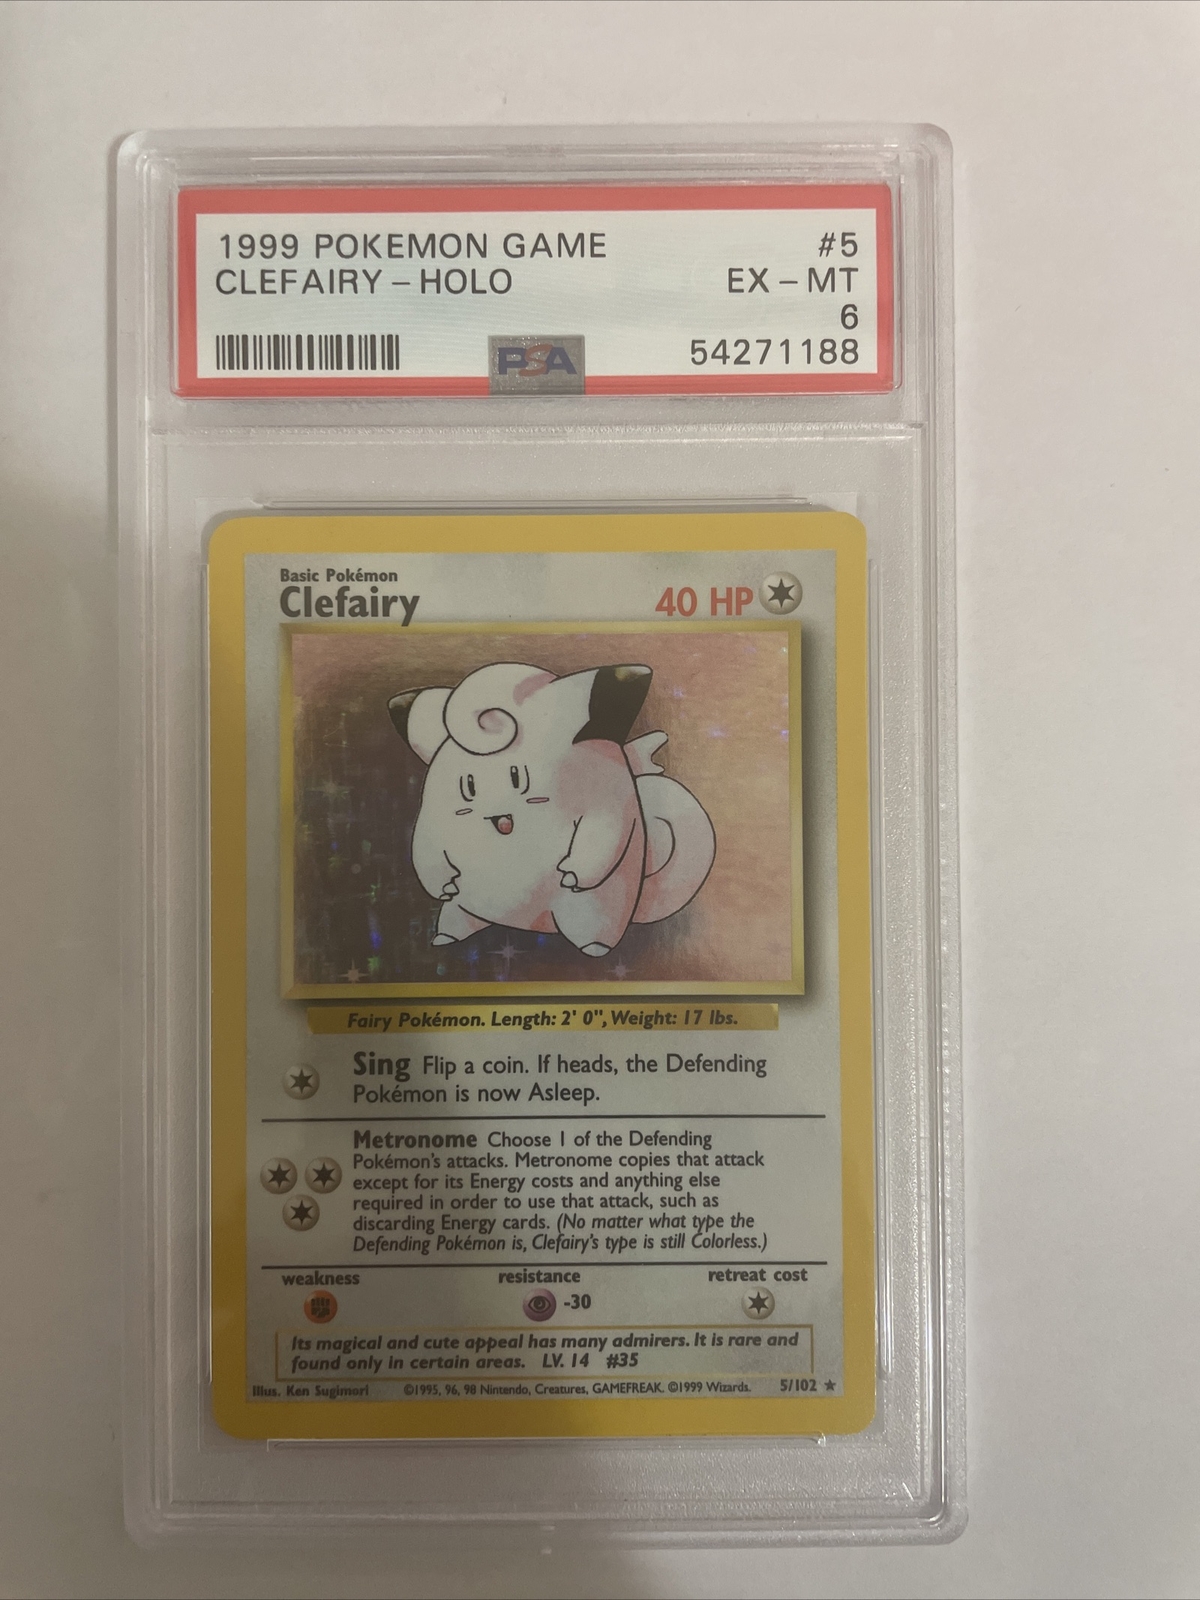 1999 POKEMON GAME #5
CLEFAIRY – HOLO EX – MT
6
PSA 54271188
Basic Pokémon
Clefairy 40 HP
Fairy Pokémon. Length: 2' 0", Weight: 17 lbs.
Sing Flip a coin. If heads, the Defending
Pokémon is now Asleep.
Metronome Choose 1 of the Defending
Pokémon's attacks. Metronome copies that attack
except for its Energy costs and anything else
required in order to use that attack, such as
discarding Energy cards. (No matter what type the
Defending Pokémon is, Clefairy's type is still Colorless.)
weakness resistance retreat cost
-30
Its magical and cute appeal has many admirers. It is rare and
found only in certain areas. LV. 14 #35
Illus. Ken Sugimori ©1995, 96, 98 Nintendo, Creatures, GAMEFREAK. ©1999 Wizards. 5/102 ★